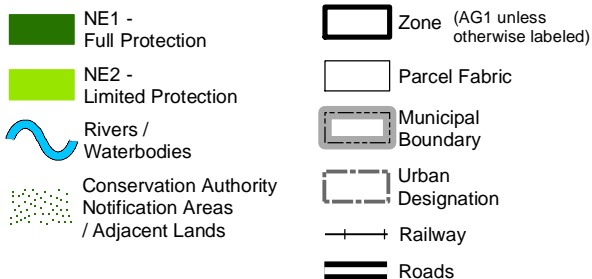 NE1 -
Full Protection
NE2 -
Limited Protection
Rivers /
Waterbodies
Conservation Authority
Notification Areas
/ Adjacent Lands
Zone (AG1 unless
otherwise labeled)
Parcel Fabric
Municipal
Boundary
Urban
Designation
Railway
Roads